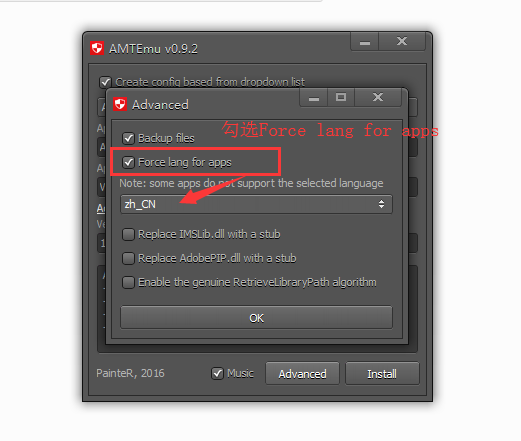 AMTEmu v0.9.2
Create config based from dropdown list
Advanced
勾选Force lang for apps
Backup files
Force lang for apps
Note: some apps do not support the selected language
zh_CN
Replace IMSLib.dll with a stub
Replace AdobePIP.dll with a stub
Enable the genuine RetrieveLibraryPath algorithm
OK
PainteR, 2016
Music
Advanced
Install